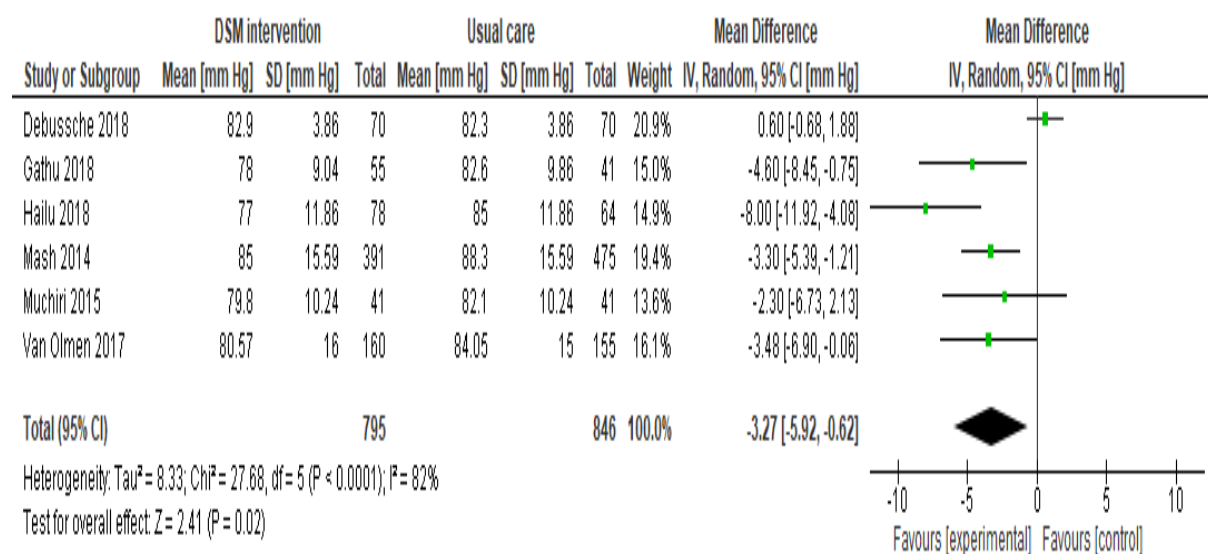 DSM intervention Usual care Mean Difference Mean Difference
Study or Subgroup Mean [mm Hg] SD [mm Hg] Total Mean [mm Hg] SD [mm Hg] Total Weight IV, Random, 95% CI [mm Hg] IV, Random, 95% CI [mm Hg]
Debussche 2018 82.9 3.86 70 82.3 3.86 70 20.9% 0.60 [-0.68, 1.88]
Gathu 2018 78 9.04 55 82.6 9.86 41 15.0% -4.60 [-8.45, -0.75]
Hailu 2018 77 11.86 78 85 11.86 64 14.9% -8.00 [-11.92, -4.08]
Mash 2014 85 15.59 391 88.3 15.59 475 19.4% -3.30 [-5.39, -1.21]
Muchiri 2015 79.8 10.24 41 82.1 10.24 41 13.6% -2.30 [-6.73, 2.13]
Van Olmen 2017 80.57 16 160 84.05 15 155 16.1% -3.48 [-6.90, -0.06]
Total (95% CI) 795 846 100.0% -3.27 [-5.92, -0.62]
Heterogeneity: Tau² = 8.33; Chi² = 27.68, df = 5 (P < 0.0001); I² = 82%
Test for overall effect: Z = 2.41 (P = 0.02)
-10 -5 0 5 10
Favours [experimental] Favours [control]